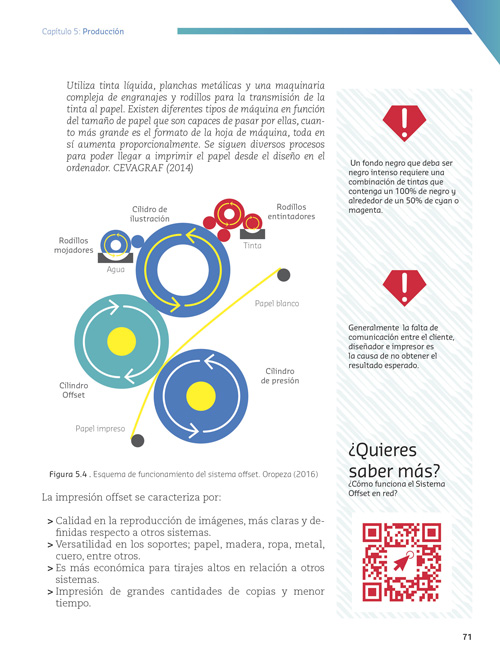 Capítulo 5: Producción
Utiliza tinta líquida, planchas metálicas y una maquinaria
compleja de engranajes y rodillos para la transmisión de la
tinta al papel. Existen diferentes tipos de máquina en función
del tamaño de papel que son capaces de pasar por ellas, cuan-
to más grande es el formato de la hoja de máquina, toda en
sí aumenta proporcionalmente. Se siguen diversos procesos
para poder llegar a imprimir el papel desde el diseño en el
ordenador. CEVAGRAF (2014)
Cilidro de
ilustración
Rodillos
entintadores
Rodillos
mojadores
Tinta
Agua
Papel blanco
Cilindro
Offset
Cílindro
de presión
Papel impreso
Figura 5.4 . Esquema de funcionamiento del sistema offset. Oropeza (2016)
La impresión offset se caracteriza por:
> Calidad en la reproducción de imágenes, más claras y de-
finidas respecto a otros sistemas.
> Versatilidad en los soportes; papel, madera, ropa, metal,
cuero, entre otros.
> Es más económica para tirajes altos en relación a otros
sistemas.
> Impresión de grandes cantidades de copias y menor
tiempo.
Un fondo negro que deba ser
negro intenso requiere una
combinación de tintas que
contenga un 100% de negro y
alrededor de un 50% de cyan o
magenta.
Generalmente la falta de
comunicación entre el cliente,
diseñador e impresor es
la causa de no obtener el
resultado esperado.
¿Quieres
saber más?
¿Cómo funciona el Sistema
Offset en red?
71